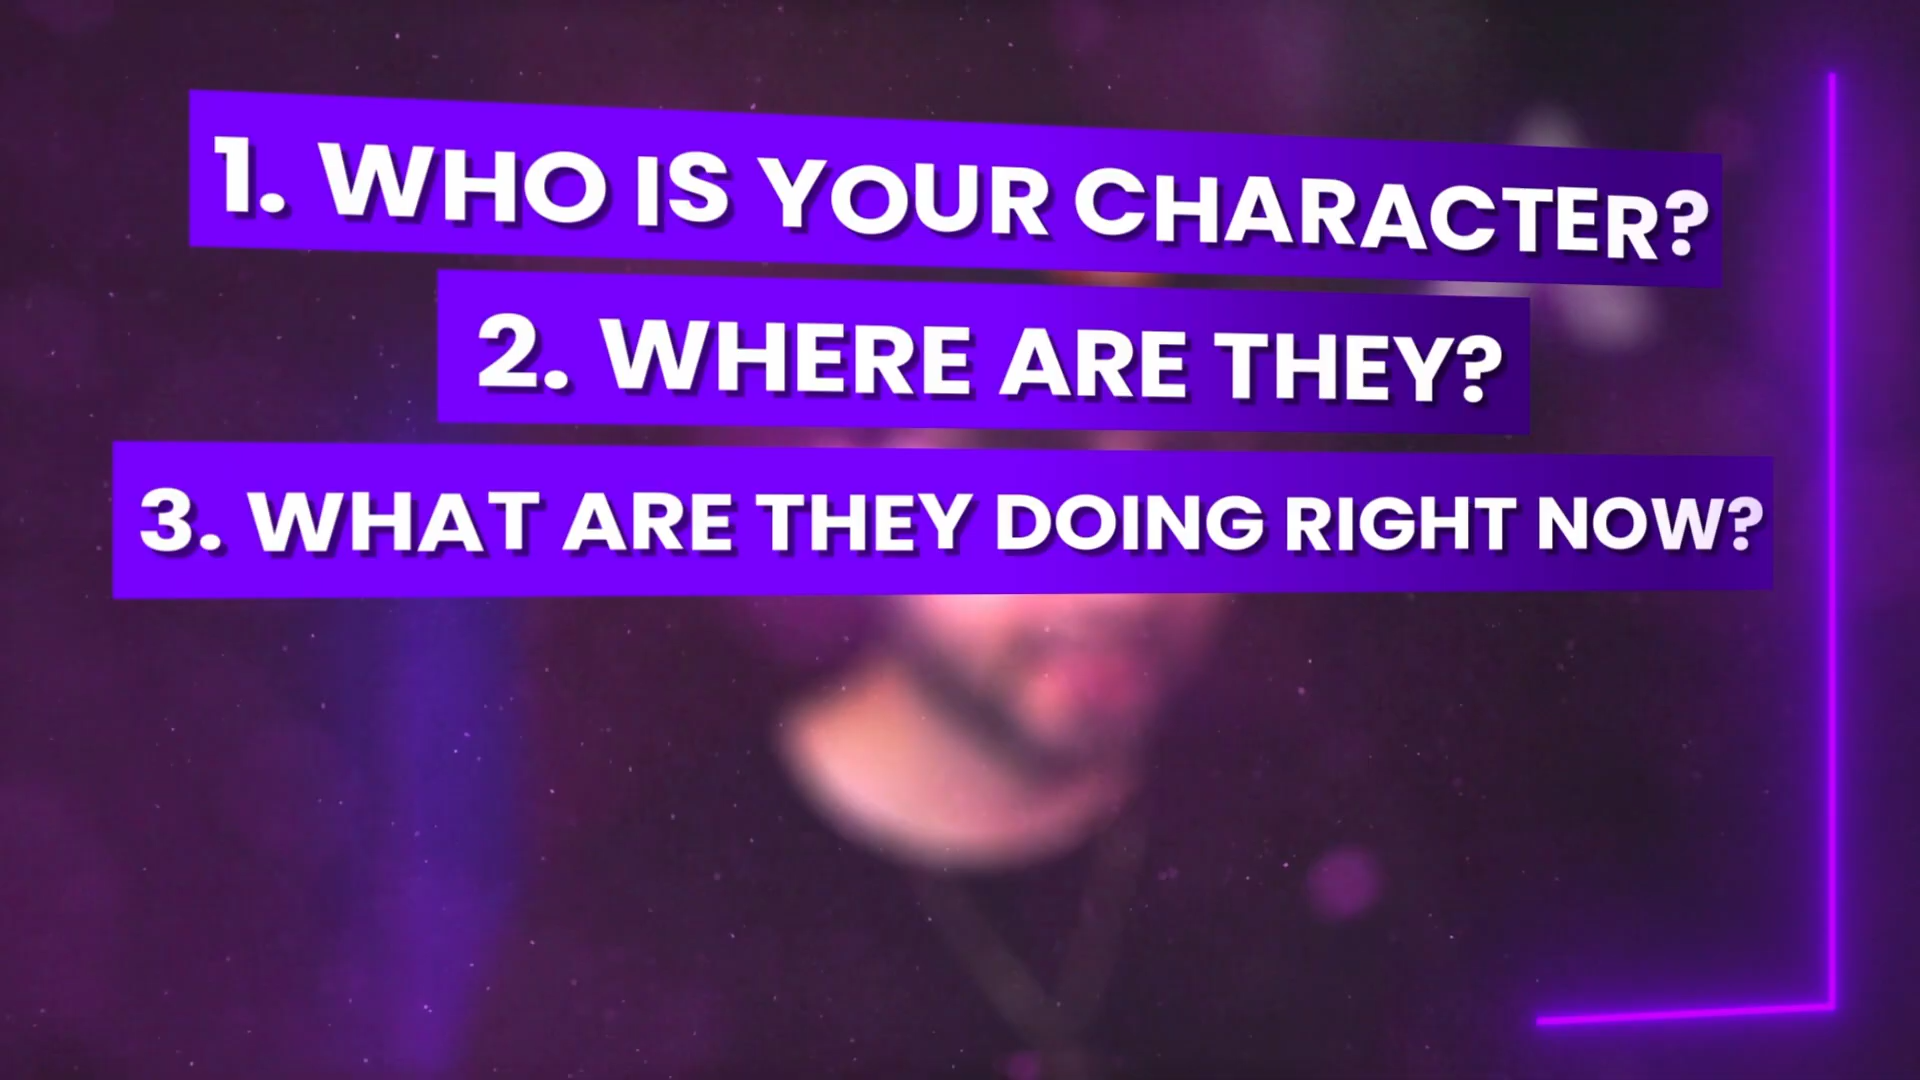 1. WHO IS YOUR CHARACTER?
2. WHERE ARE THEY?
3. WHAT ARE THEY DOING RIGHT NOW?